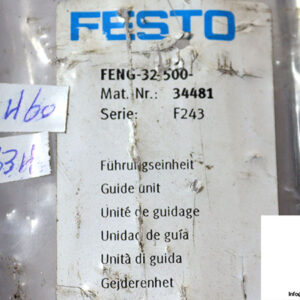 FESTO
FENG-32-500-
Mat.-Nr.: 34481
Serie: F243
Führungseinheit
Guide unit
Unité de guidage
Unidad de guía
Unità di guida
Gejderenhet
H60